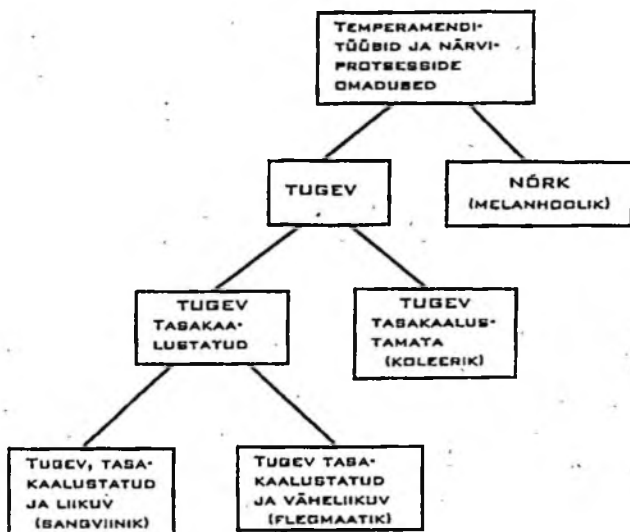 TEMPERAMENDI-
TÜÜBID JA NÄRVI-
PROTSESSIDE
OMADUSED
TUGEV
NÕRK
(MELANHOOLIK)
TUGEV
TASAKAA-
LUSTATUD
TUGEV
TASAKAALUS-
TAMATA
(KOLEERIK)
TUGEV, TASA-
KAALUSTATUD
JA LIIKUV
(SANGVIINIK)
TUGEV TASA-
KAALUSTATUD
JA VÄHELIIKUV
(FLEGMAATIK)